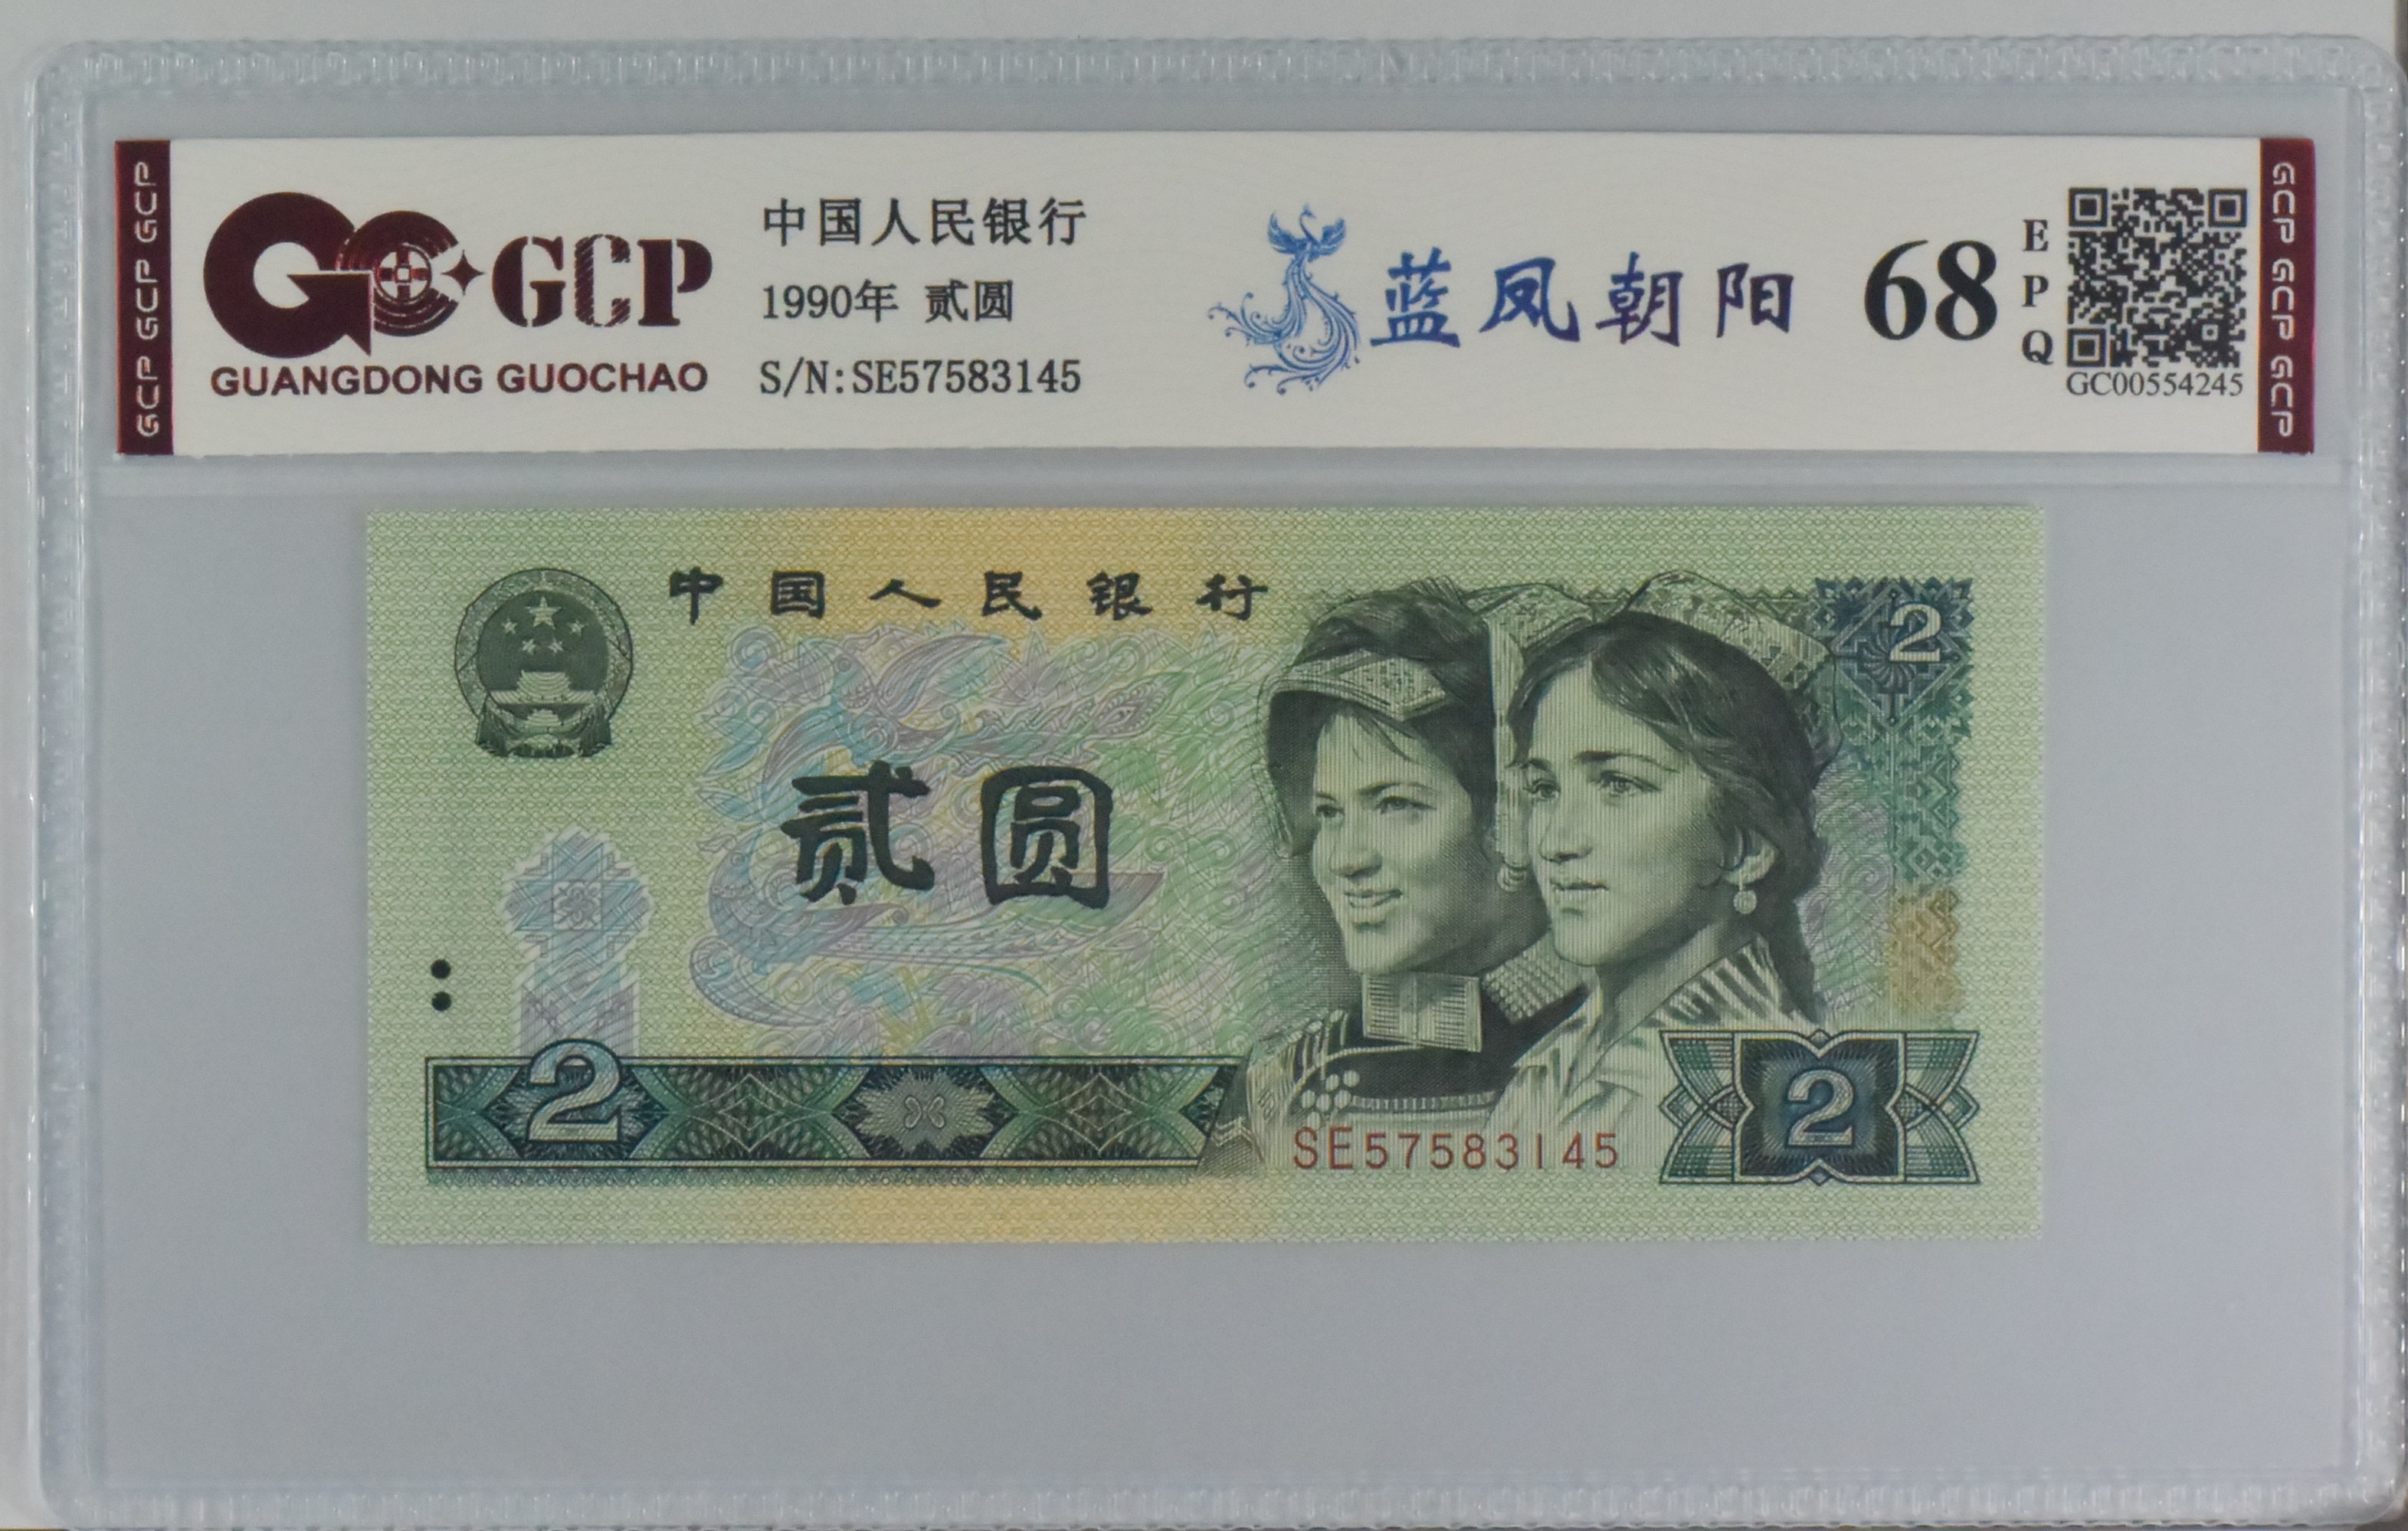 GCP GCP GCP
GCP
GUANGDONG GUOCHAO
中国人民银行
1990年 贰圆
S/N:SE57583145
蓝凤朝阳
68
EPQ
GC00554245
GCP GCP GCP
中国人民银行
2
贰圆
2
SE57583145
2